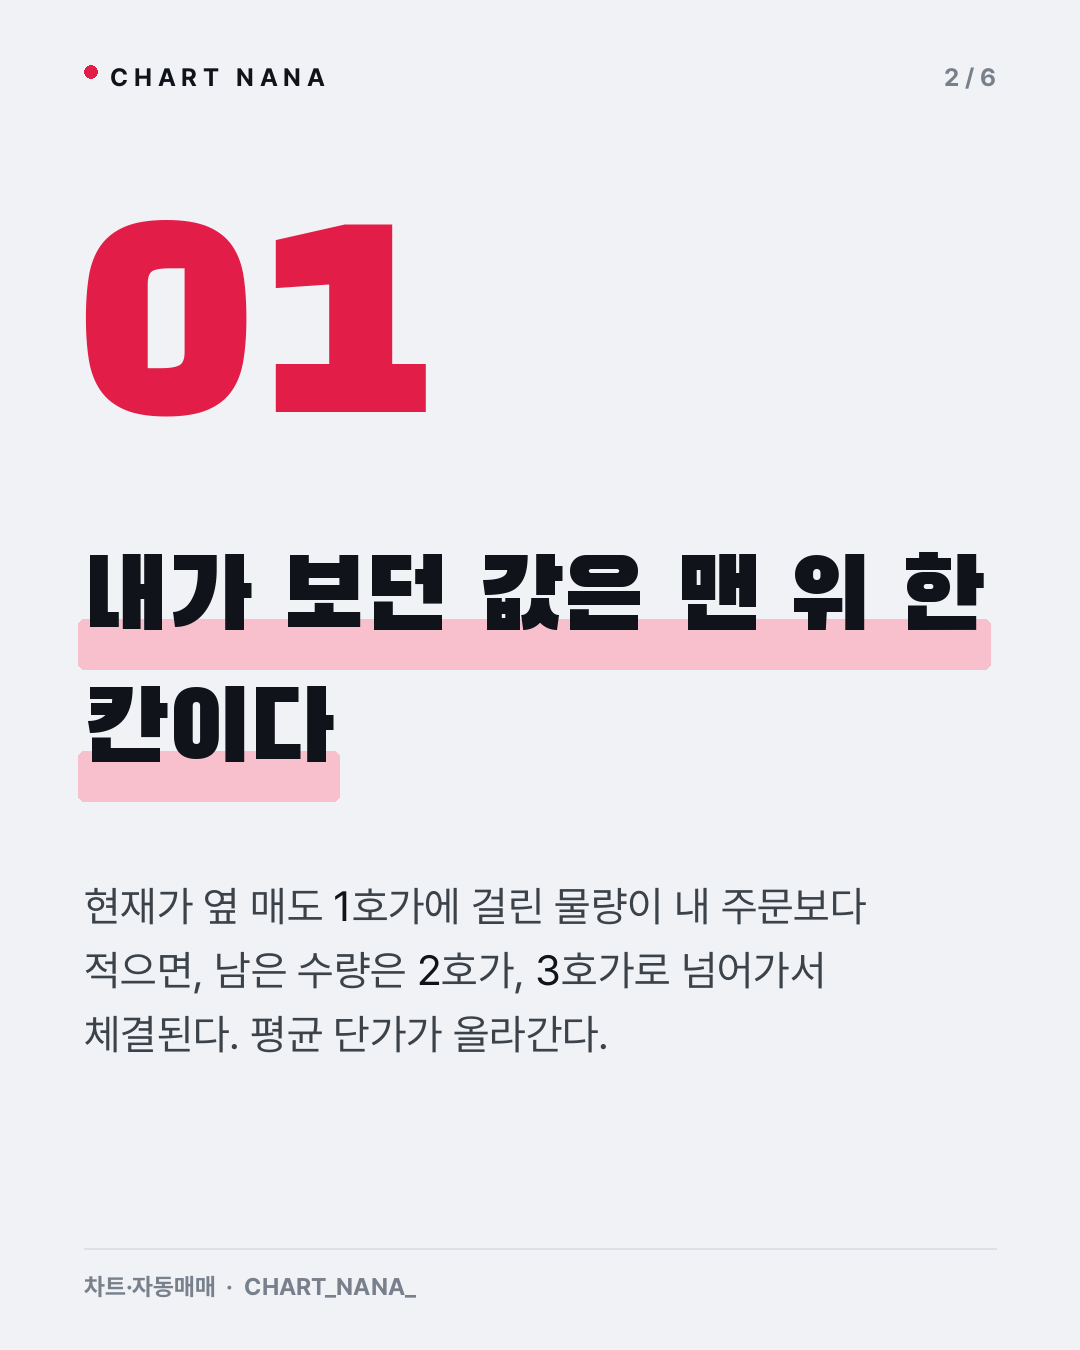 CHART NANA
2 / 6
01
내가 보던 값은 맨 위 한
칸이다
현재가 옆 매도 1호가에 걸린 물량이 내 주문보다
적으면, 남은 수량은 2호가, 3호가로 넘어가서
체결된다. 평균 단가가 올라간다.
차트·자동매매 · CHART_NANA_